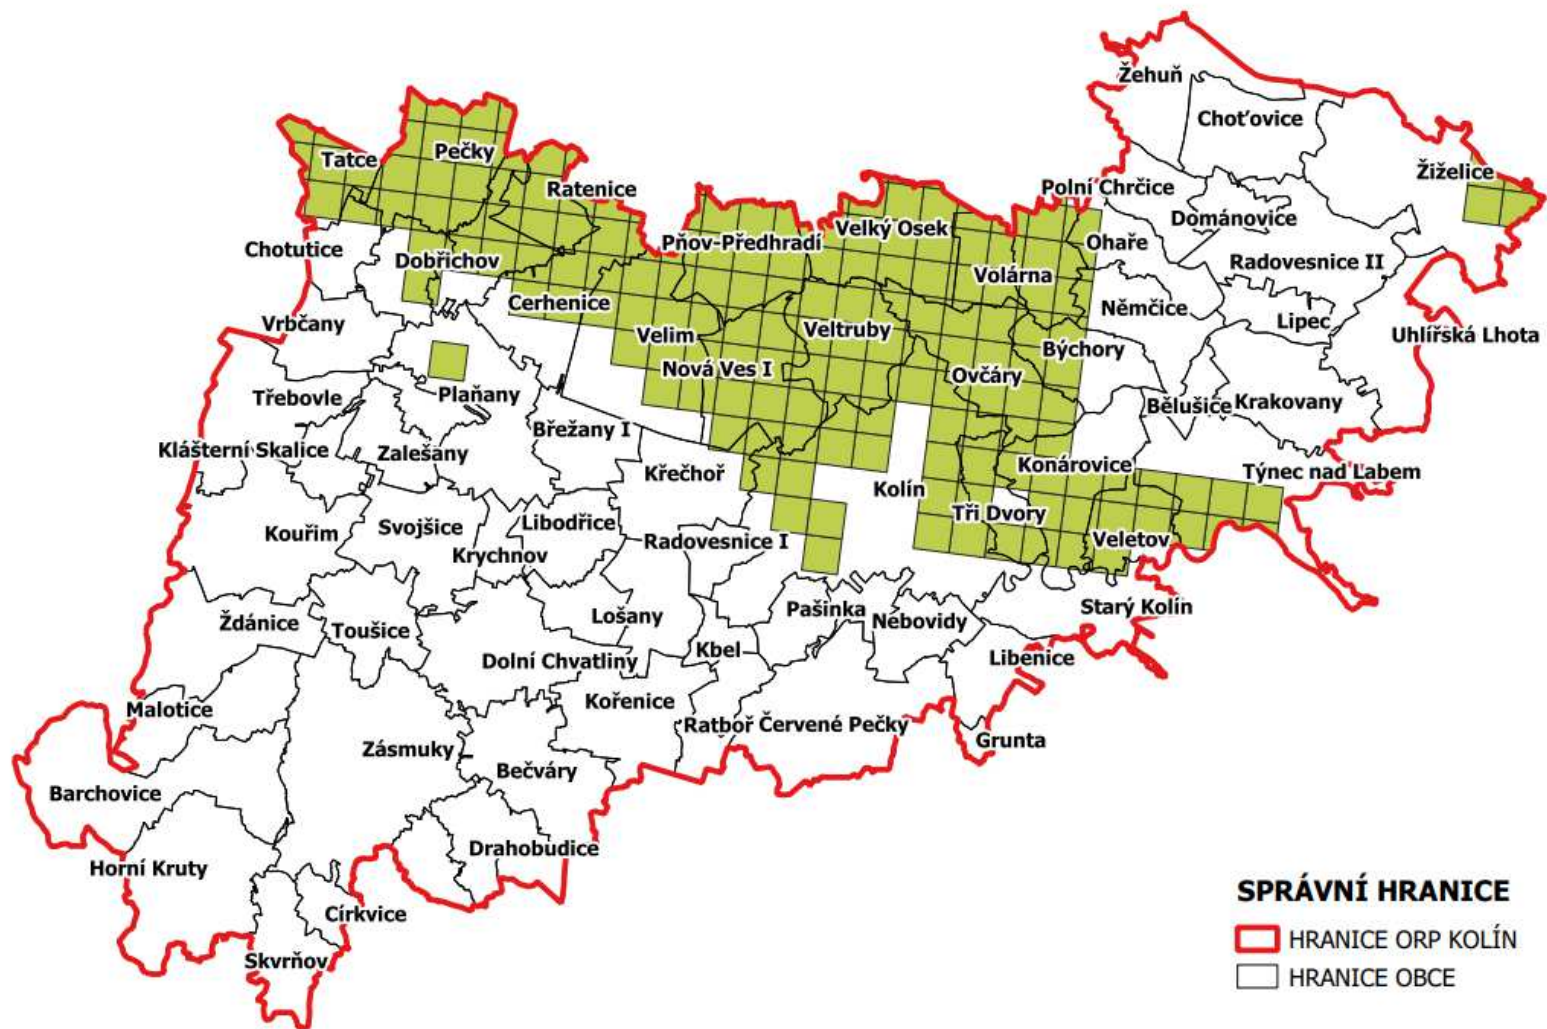 Žehuň
Choťovice
Pečky
Tatce
Žiželice
Ratenice
Polní Chrčice
Dománovice
Velký Osek
Pňov-Předhradí
Ohaře
Chotutice
Dobřichov
Radovesnice II
Volárna
Cerhenice
Němčice
Vrbčany
Lipec
Veltruby
Velim
Uhlířská Lhota
Býchory
Nová Ves I
Ovčáry
Plaňany
Třebovle
Krakovany
Bělušice
Břežany I
Klášterní Skalice
Zalešany
Konárovice
Křečhoř
Týnec nad Labem
Kolín
Tři Dvory
Libodřice
Svojšice
Kouřim
Veletov
Radovesnice I
Krychnov
Starý Kolín
Pašinka
Lošany
Nebovidy
Ždánice
Toušice
Kbel
Libenice
Dolní Chvatliny
Kořenice
Malotice
Ratboř
Červené Pečky
Grunta
Zásmuky
Bečváry
Barchovice
Drahobudice
Horní Kruty
Církvice
Skvrňov
SPRÁVNÍ HRANICE
HRANICE ORP KOLÍN
HRANICE OBCE